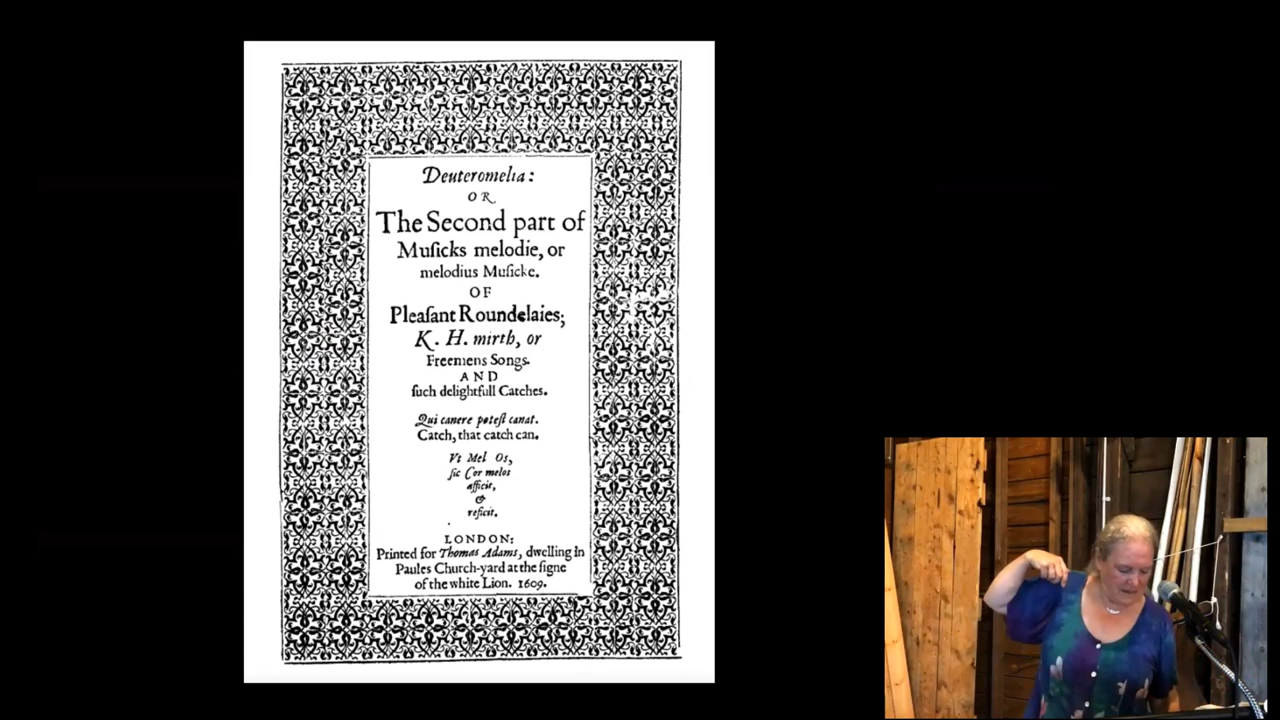 Deuteromelia:
OR
The Second part of
Muſicks melodie, or
melodius Muſicke.
OF
Pleaſant Roundelaies;
K. H. mirth, or
Freemens Songs.
AND
ſuch delightfull Catches.
Qui canere poteſt canat.
Catch, that catch can.
Vt Mel Os,
ſic Cor melos
afficit,
&
reficit.
LONDON:
Printed for Thomas Adams, dwelling in
Paules Church-yard at the ſigne
of the white Lion. 1609.